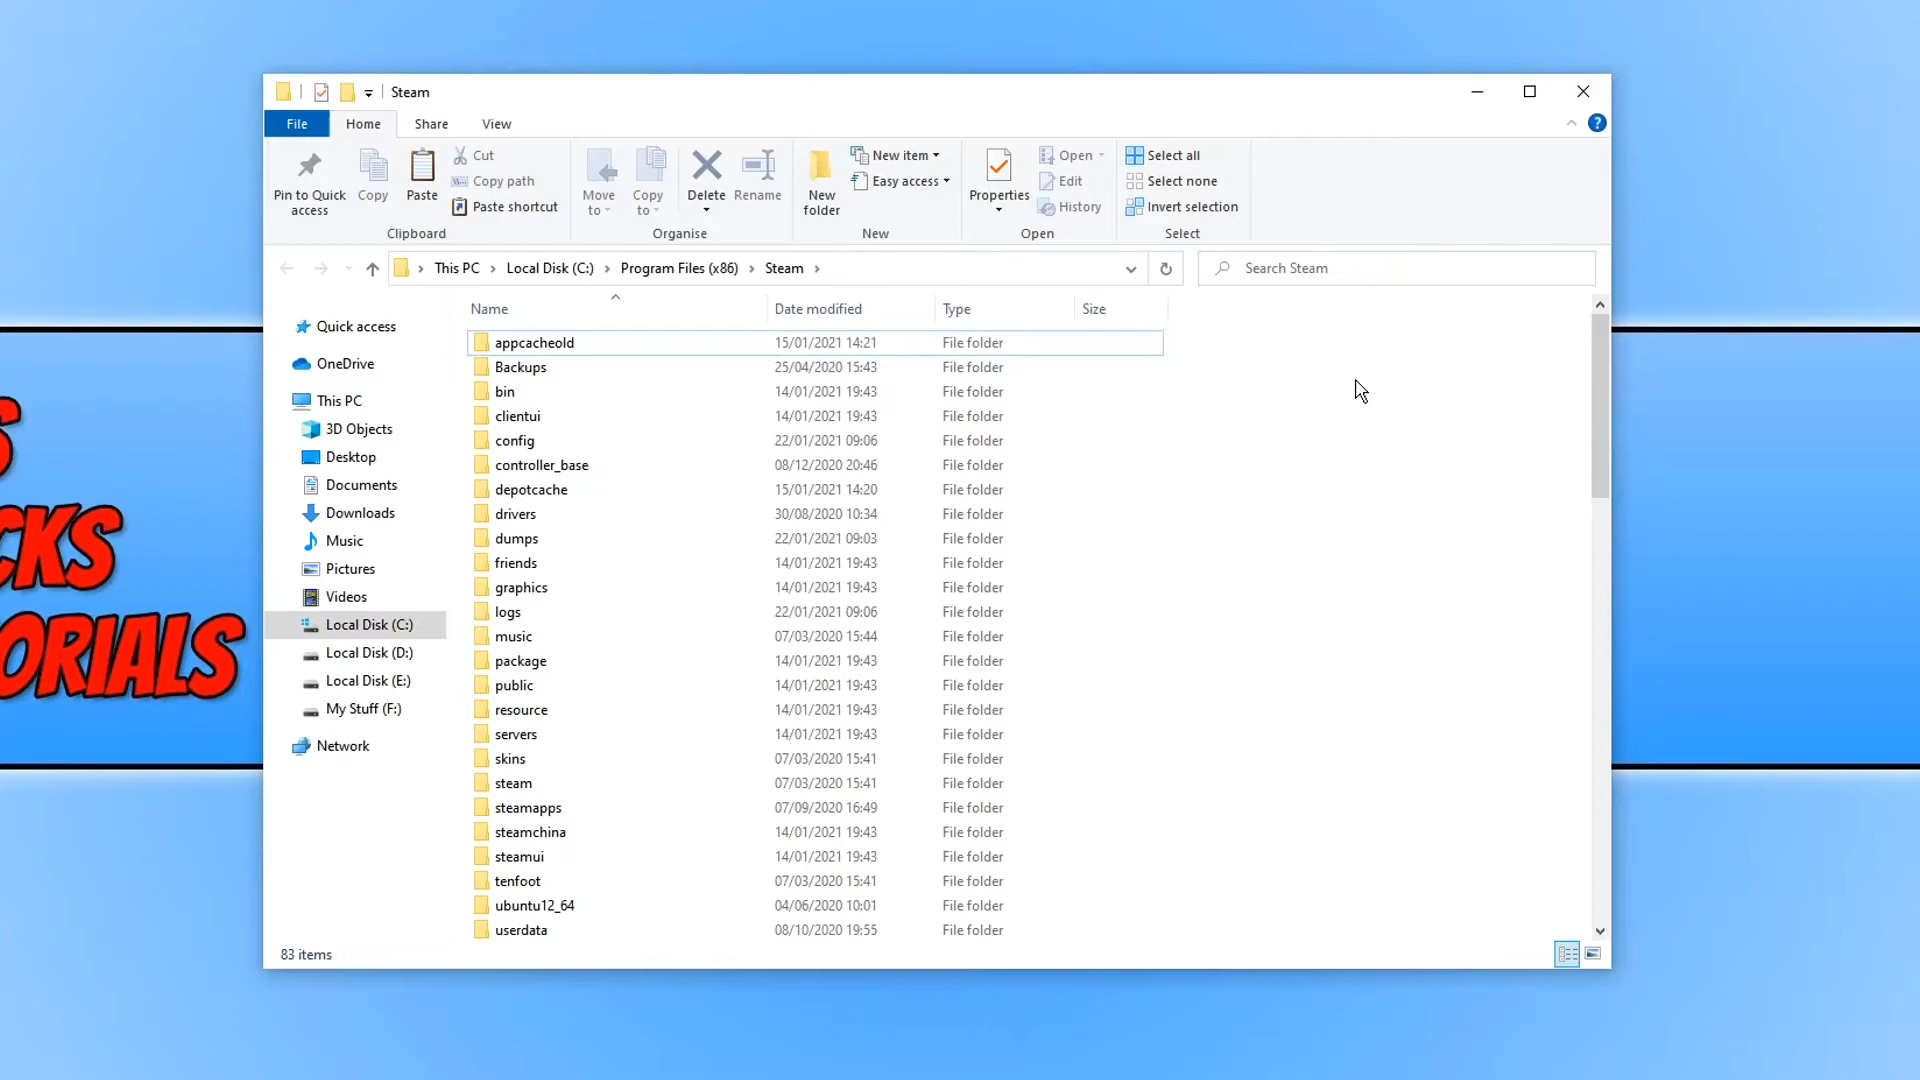 Steam
File Home Share View
Pin to Quick access
Copy
Paste
Cut
Copy path
Paste shortcut
Clipboard
Move to
Copy to
Delete
Rename
Organise
New folder
New item
Easy access
New
Properties
Open
Edit
History
Open
Select all
Select none
Invert selection
Select
This PC Local Disk (C:) Program Files (x86) Steam
Search Steam
Quick access
OneDrive
This PC
3D Objects
Desktop
Documents
Downloads
Music
Pictures
Videos
Local Disk (C:)
Local Disk (D:)
Local Disk (E:)
My Stuff (F:)
Network
Name Date modified Type Size
appcacheold 15/01/2021 14:21 File folder
Backups 25/04/2020 15:43 File folder
bin 14/01/2021 19:43 File folder
clientui 14/01/2021 19:43 File folder
config 22/01/2021 09:06 File folder
controller_base 08/12/2020 20:46 File folder
depotcache 15/01/2021 14:20 File folder
drivers 30/08/2020 10:34 File folder
dumps 22/01/2021 09:03 File folder
friends 14/01/2021 19:43 File folder
graphics 14/01/2021 19:43 File folder
logs 22/01/2021 09:06 File folder
music 07/03/2020 15:44 File folder
package 14/01/2021 19:43 File folder
public 14/01/2021 19:43 File folder
resource 14/01/2021 19:43 File folder
servers 14/01/2021 19:43 File folder
skins 07/03/2020 15:41 File folder
steam 07/03/2020 15:41 File folder
steamapps 07/09/2020 16:49 File folder
steamchina 14/01/2021 19:43 File folder
steamui 14/01/2021 19:43 File folder
tenfoot 07/03/2020 15:41 File folder
ubuntu12_64 04/06/2020 10:01 File folder
userdata 08/10/2020 19:55 File folder
83 items
S
CKS
ORIALS